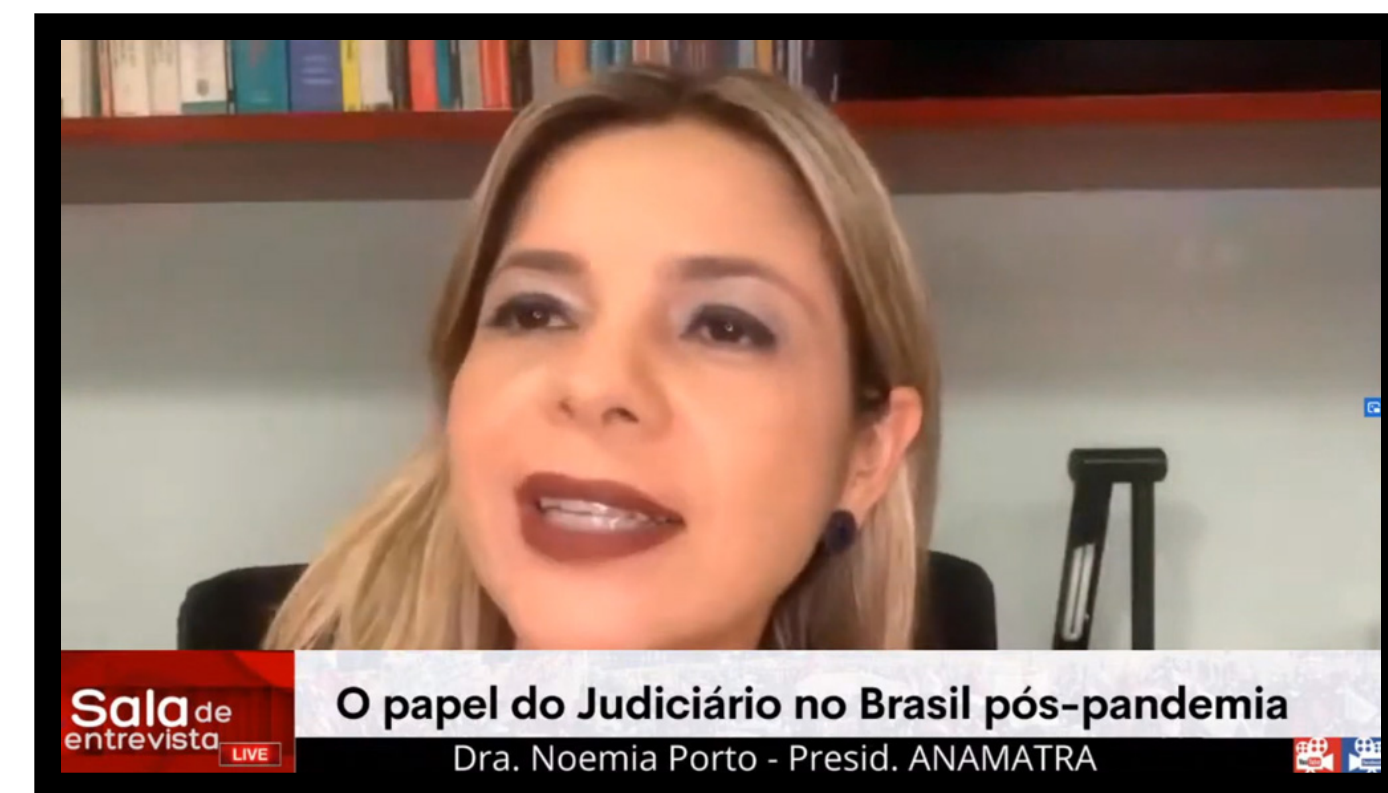 O papel do Judiciário no Brasil pós-pandemia
Sala de
entrevista
LIVE
Dra. Noemia Porto - Presid. ANAMATRA